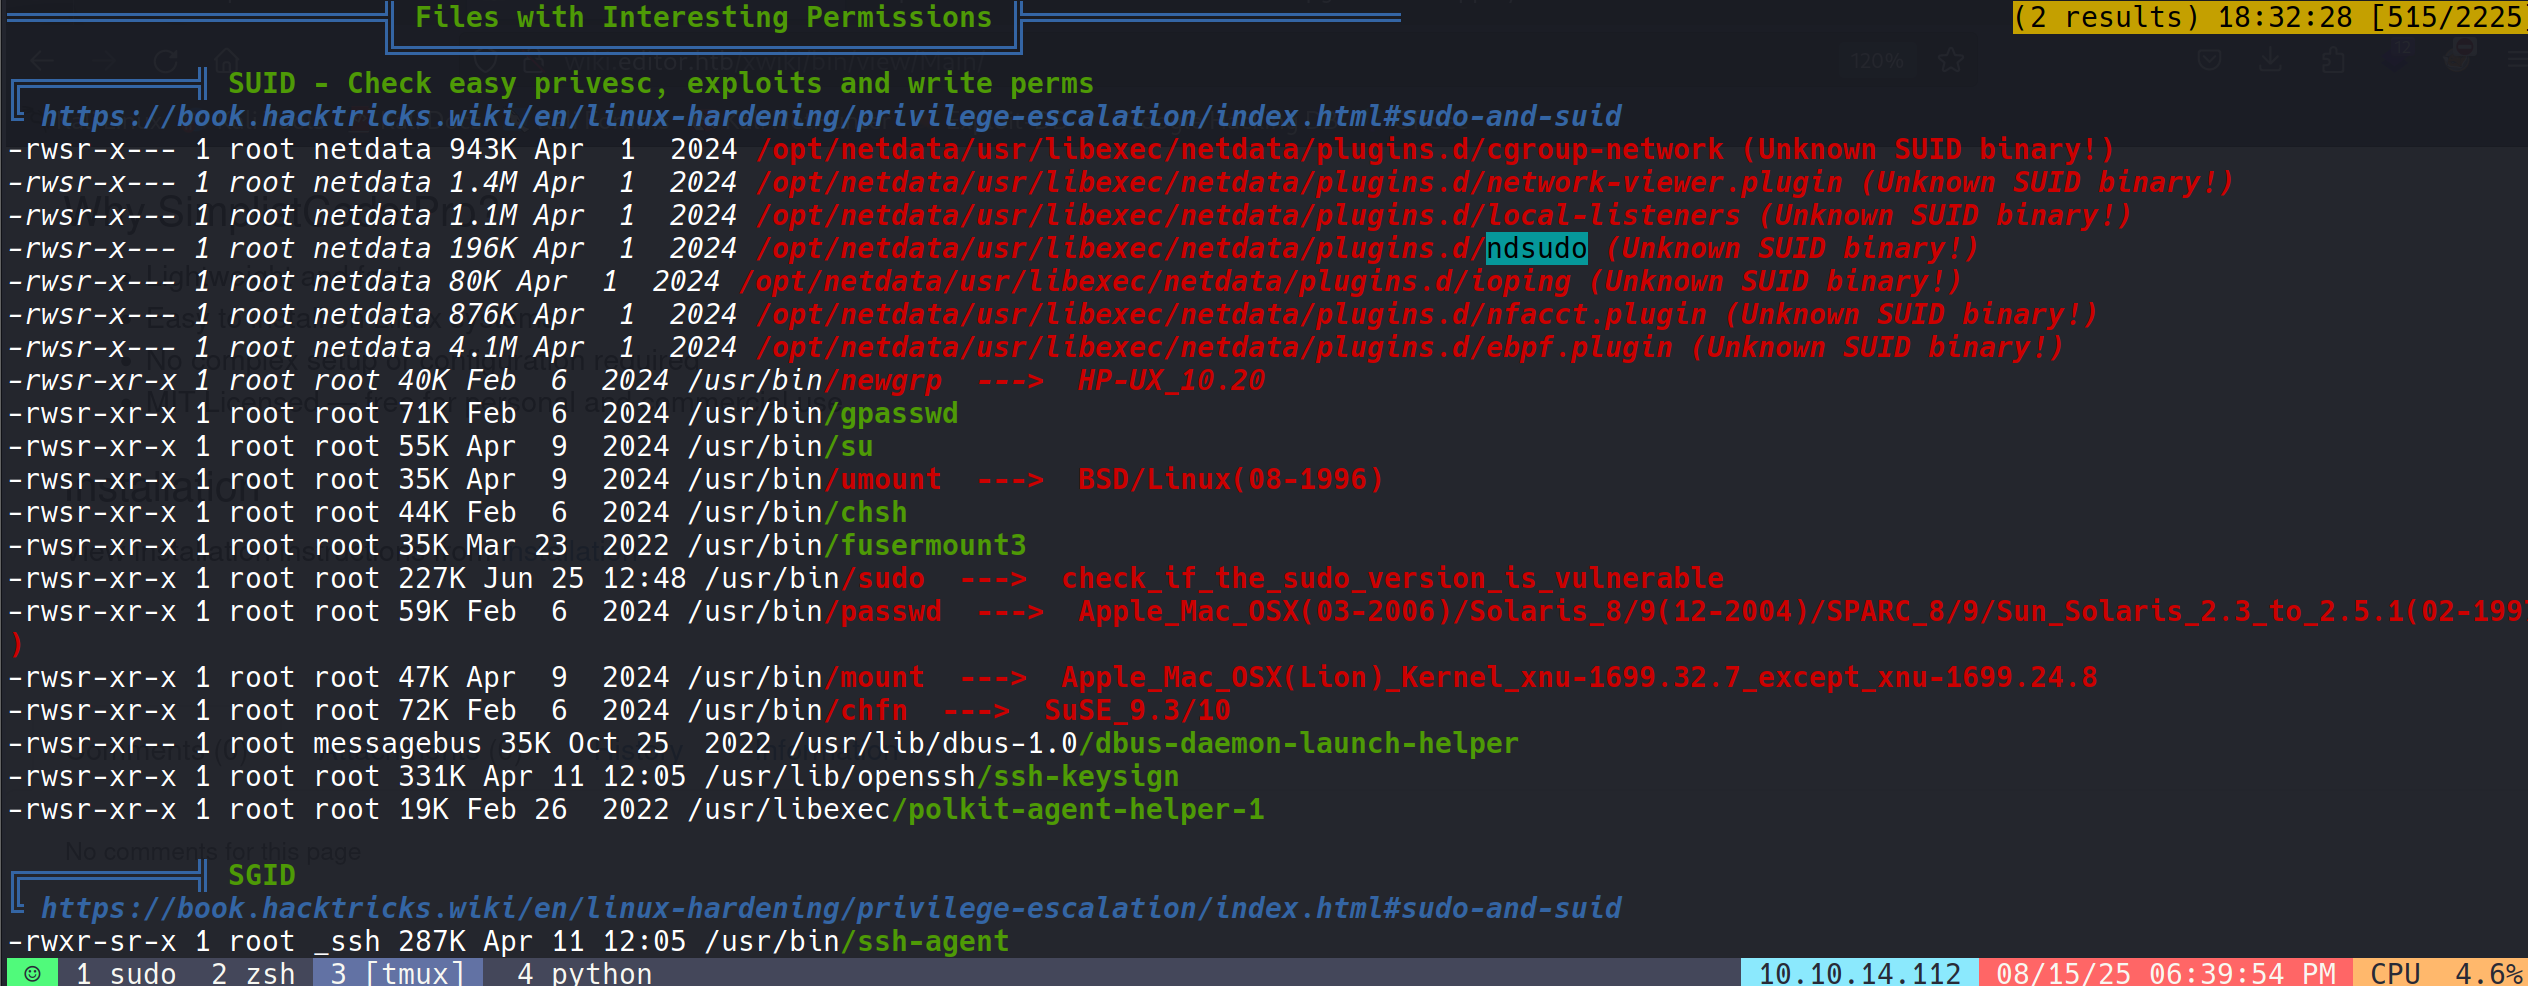 Files with Interesting Permissions
(2 results) 18:32:28 [515/2225]
wiki.editor.htb/xwiki/bin/view/Main/
120%
SUID - Check easy privesc, exploits and write perms
https://book.hacktricks.wiki/en/linux-hardening/privilege-escalation/index.html#sudo-and-suid
-rwsr-x--- 1 root netdata 943K Apr  1  2024 /opt/netdata/usr/libexec/netdata/plugins.d/cgroup-network (Unknown SUID binary!)
-rwsr-x--- 1 root netdata 1.4M Apr  1  2024 /opt/netdata/usr/libexec/netdata/plugins.d/network-viewer.plugin (Unknown SUID binary!)
-rwsr-x--- 1 root netdata 1.1M Apr  1  2024 /opt/netdata/usr/libexec/netdata/plugins.d/local-listeners (Unknown SUID binary!)
-rwsr-x--- 1 root netdata 196K Apr  1  2024 /opt/netdata/usr/libexec/netdata/plugins.d/ndsudo (Unknown SUID binary!)
-rwsr-x--- 1 root netdata 80K Apr  1  2024 /opt/netdata/usr/libexec/netdata/plugins.d/ioping (Unknown SUID binary!)
-rwsr-x--- 1 root netdata 876K Apr  1  2024 /opt/netdata/usr/libexec/netdata/plugins.d/nfacct.plugin (Unknown SUID binary!)
-rwsr-x--- 1 root netdata 4.1M Apr  1  2024 /opt/netdata/usr/libexec/netdata/plugins.d/ebpf.plugin (Unknown SUID binary!)
-rwsr-xr-x 1 root root 40K Feb  6  2024 /usr/bin/newgrp  --->  HP-UX_10.20
-rwsr-xr-x 1 root root 71K Feb  6  2024 /usr/bin/gpasswd
-rwsr-xr-x 1 root root 55K Apr  9  2024 /usr/bin/su
-rwsr-xr-x 1 root root 35K Apr  9  2024 /usr/bin/umount  --->  BSD/Linux(08-1996)
-rwsr-xr-x 1 root root 44K Feb  6  2024 /usr/bin/chsh
-rwsr-xr-x 1 root root 35K Mar 23  2022 /usr/bin/fusermount3
-rwsr-xr-x 1 root root 227K Jun 25 12:48 /usr/bin/sudo  --->  check_if_the_sudo_version_is_vulnerable
-rwsr-xr-x 1 root root 59K Feb  6  2024 /usr/bin/passwd  --->  Apple_Mac_OSX(03-2006)/Solaris_8/9(12-2004)/SPARC_8/9/Sun_Solaris_2.3_to_2.5.1(02-1997
)
-rwsr-xr-x 1 root root 47K Apr  9  2024 /usr/bin/mount  --->  Apple_Mac_OSX(Lion)_Kernel_xnu-1699.32.7_except_xnu-1699.24.8
-rwsr-xr-x 1 root root 72K Feb  6  2024 /usr/bin/chfn  --->  SuSE_9.3/10
-rwsr-xr-- 1 root messagebus 35K Oct 25  2022 /usr/lib/dbus-1.0/dbus-daemon-launch-helper
-rwsr-xr-x 1 root root 331K Apr 11 12:05 /usr/lib/openssh/ssh-keysign
-rwsr-xr-x 1 root root 19K Feb 26  2022 /usr/libexec/polkit-agent-helper-1
No comments for this page
SGID
https://book.hacktricks.wiki/en/linux-hardening/privilege-escalation/index.html#sudo-and-suid
-rwxr-sr-x 1 root _ssh 287K Apr 11 12:05 /usr/bin/ssh-agent
☺ 1 sudo  2 zsh  3 [tmux]  4 python  10.10.14.112  08/15/25 06:39:54 PM  CPU  4.6%